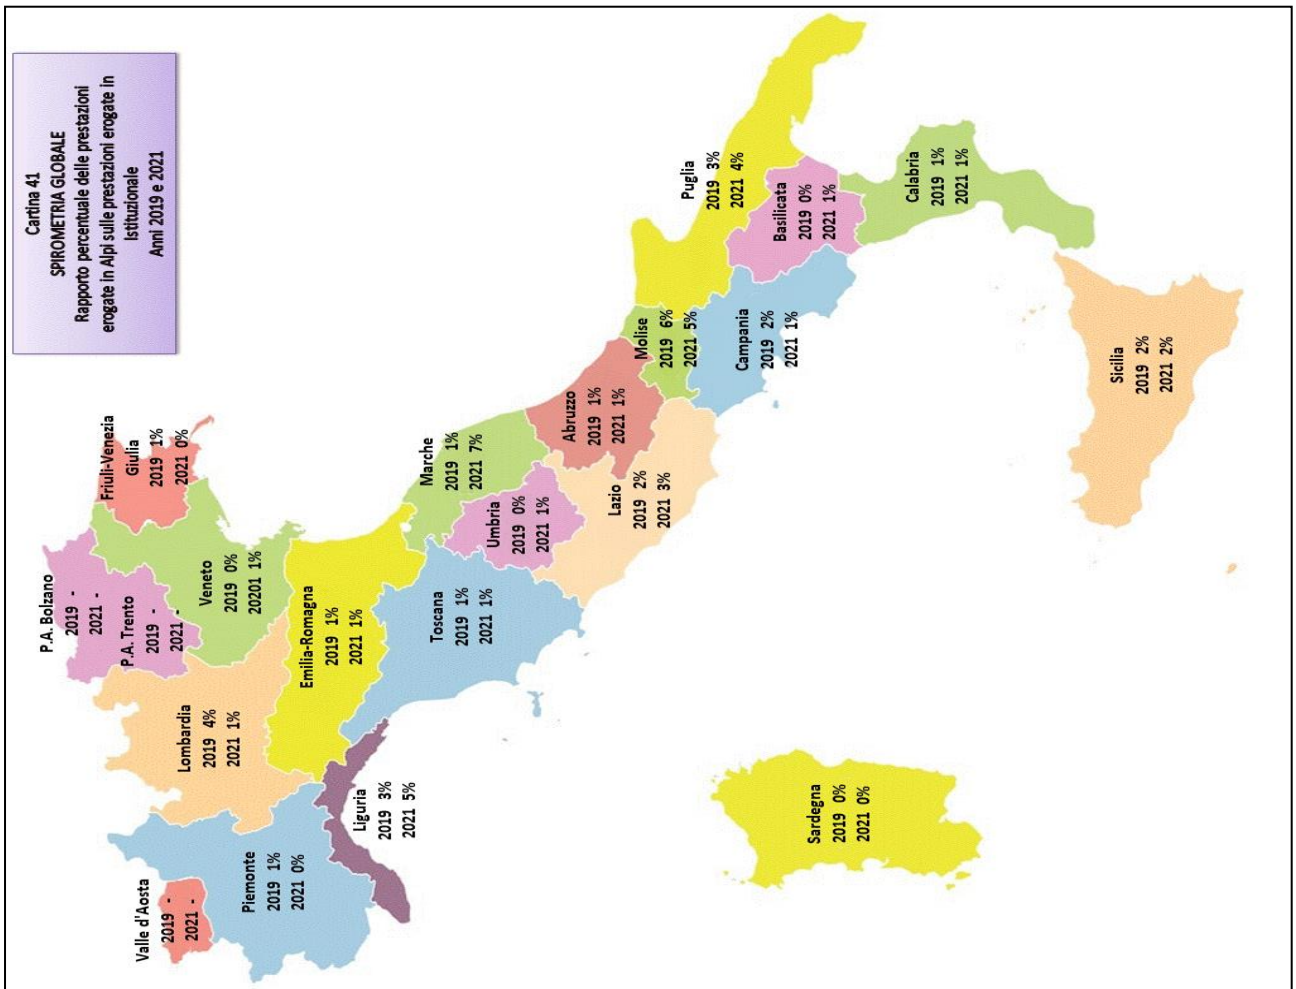 Cartina 41
SPIROMETRIA GLOBALE
Rapporto percentuale delle prestazioni
erogate in Alpi sulle prestazioni erogate in
Istituzionale
Anni 2019 e 2021
Valle d'Aosta
2019 -
2021 -
Piemonte
2019 1%
2021 0%
Liguria
2019 3%
2021 5%
Lombardia
2019 4%
2021 1%
P.A. Bolzano
2019 -
2021 -
P.A. Trento
2019 -
2021 -
Veneto
2019 0%
20201 1%
Friuli-Venezia
Giulia
2019 1%
2021 0%
Emilia-Romagna
2019 1%
2021 1%
Toscana
2019 1%
2021 1%
Marche
2019 1%
2021 7%
Umbria
2019 0%
2021 1%
Lazio
2019 2%
2021 3%
Abruzzo
2019 1%
2021 1%
Molise
2019 6%
2021 5%
Campania
2019 2%
2021 1%
Puglia
2019 3%
2021 4%
Basilicata
2019 0%
2021 1%
Calabria
2019 1%
2021 1%
Sicilia
2019 2%
2021 2%
Sardegna
2019 0%
2021 0%